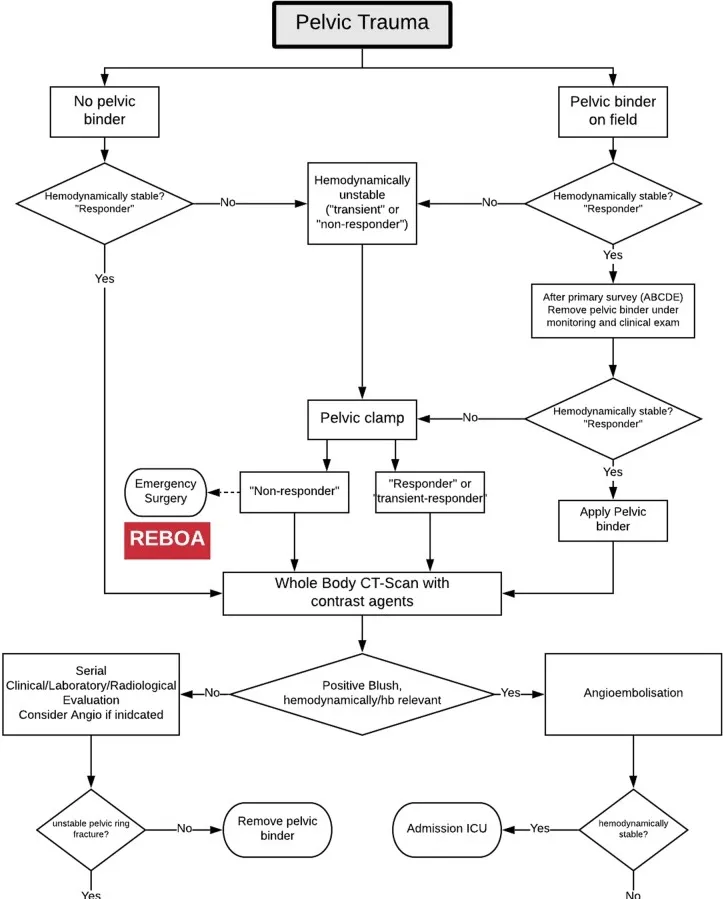 Pelvic Trauma
No pelvic
binder
Pelvic binder
on field
Hemodynamically stable?
"Responder"
No
Hemodynamically
unstable
("transient" or
"non-responder")
No
Hemodynamically stable?
"Responder"
Yes
Yes
After primary survey (ABCDE)
Remove pelvic binder under
monitoring and clinical exam
Pelvic clamp
No
Hemodynamically stable?
"Responder"
Yes
Emergency
Surgery
"Non-responder"
"Responder" or
"transient-responder"
Apply Pelvic
binder
REBOA
Whole Body CT-Scan with
contrast agents
Serial
Clinical/Laboratory/Radiological
Evaluation
Consider Angio if inidcated
No
Positive Blush,
hemodynamically/hb relevant
Yes
Angioembolisation
unstable pelvic ring
fracture?
No
Remove pelvic
binder
Admission ICU
Yes
hemodynamically
stable?
Yes
No